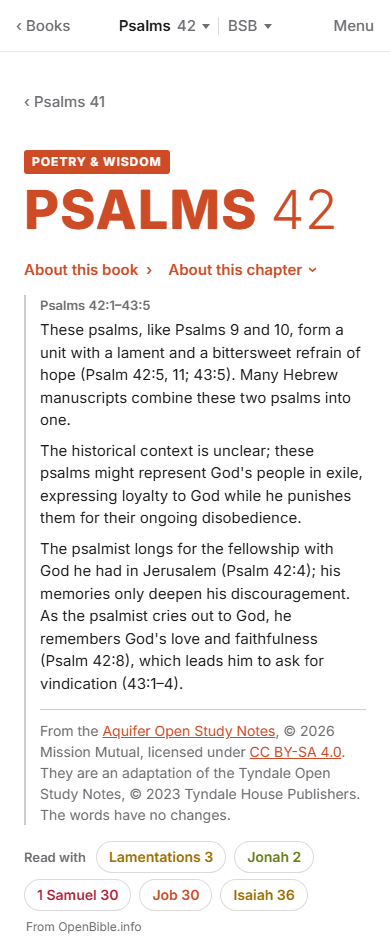 ‹ Books Psalms 42 BSB Menu
‹ Psalms 41
POETRY & WISDOM
PSALMS 42
About this book › About this chapter
Psalms 42:1–43:5
These psalms, like Psalms 9 and 10, form a
unit with a lament and a bittersweet refrain of
hope (Psalm 42:5, 11; 43:5). Many Hebrew
manuscripts combine these two psalms into
one.
The historical context is unclear; these
psalms might represent God's people in exile,
expressing loyalty to God while he punishes
them for their ongoing disobedience.
The psalmist longs for the fellowship with
God he had in Jerusalem (Psalm 42:4); his
memories only deepen his discouragement.
As the psalmist cries out to God, he
remembers God's love and faithfulness
(Psalm 42:8), which leads him to ask for
vindication (43:1–4).
From the Aquifer Open Study Notes, © 2026
Mission Mutual, licensed under CC BY-SA 4.0.
They are an adaptation of the Tyndale Open
Study Notes, © 2023 Tyndale House Publishers.
The words have no changes.
Read with Lamentations 3 Jonah 2
1 Samuel 30 Job 30 Isaiah 36
From OpenBible.info